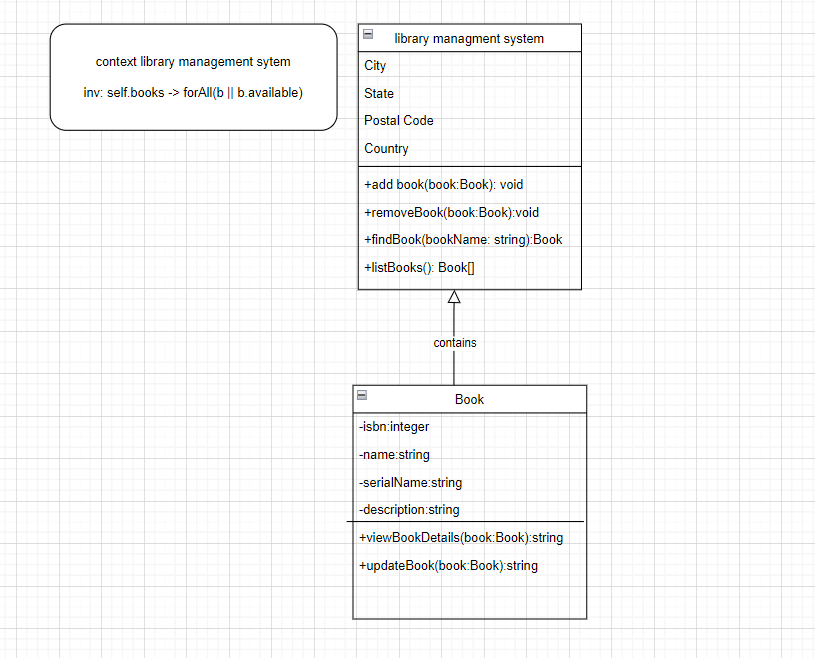 context library management sytem
inv: self.books -> forAll(b || b.available)
library managment system
City
State
Postal Code
Country
+add book(book:Book): void
+removeBook(book:Book):void
+findBook(bookName: string):Book
+listBooks(): Book[]
contains
Book
-isbn:integer
-name:string
-serialName:string
-description:string
+viewBookDetails(book:Book):string
+updateBook(book:Book):string